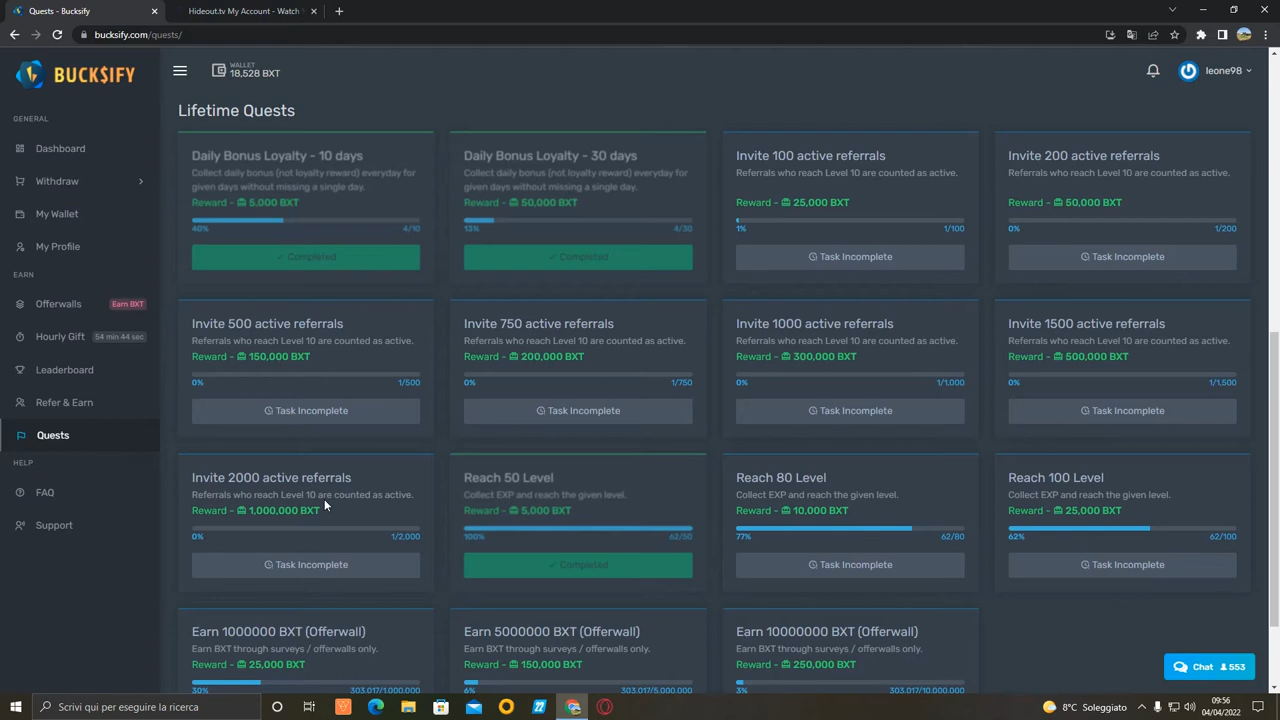 Quests - Bucksify
Hideout.tv My Account - Watch
bucksify.com/quests/
BUCK$IFY
WALLET
18,528 BXT
leone98
GENERAL
Dashboard
Withdraw
My Wallet
My Profile
EARN
Offerwalls Earn BXT
Hourly Gift 54 min 44 sec
Leaderboard
Refer & Earn
Quests
HELP
FAQ
Support
Lifetime Quests
Daily Bonus Loyalty - 10 days
Collect daily bonus (not loyalty reward) everyday for
given days without missing a single day.
Reward - 5,000 BXT
40% 4/10
Completed
Daily Bonus Loyalty - 30 days
Collect daily bonus (not loyalty reward) everyday for
given days without missing a single day.
Reward - 50,000 BXT
13% 4/30
Completed
Invite 100 active referrals
Referrals who reach Level 10 are counted as active.
Reward - 25,000 BXT
1% 1/100
Task Incomplete
Invite 200 active referrals
Referrals who reach Level 10 are counted as active.
Reward - 50,000 BXT
0% 1/200
Task Incomplete
Invite 500 active referrals
Referrals who reach Level 10 are counted as active.
Reward - 150,000 BXT
0% 1/500
Task Incomplete
Invite 750 active referrals
Referrals who reach Level 10 are counted as active.
Reward - 200,000 BXT
0% 1/750
Task Incomplete
Invite 1000 active referrals
Referrals who reach Level 10 are counted as active.
Reward - 300,000 BXT
0% 1/1,000
Task Incomplete
Invite 1500 active referrals
Referrals who reach Level 10 are counted as active.
Reward - 500,000 BXT
0% 1/1,500
Task Incomplete
Invite 2000 active referrals
Referrals who reach Level 10 are counted as active.
Reward - 1,000,000 BXT
0% 1/2,000
Task Incomplete
Reach 50 Level
Collect EXP and reach the given level.
Reward - 5,000 BXT
100% 62/50
Completed
Reach 80 Level
Collect EXP and reach the given level.
Reward - 10,000 BXT
77% 62/80
Task Incomplete
Reach 100 Level
Collect EXP and reach the given level.
Reward - 25,000 BXT
62% 62/100
Task Incomplete
Earn 1000000 BXT (Offerwall)
Earn BXT through surveys / offerwalls only.
Reward - 25,000 BXT
30% 303,017/1,000,000
Earn 5000000 BXT (Offerwall)
Earn BXT through surveys / offerwalls only.
Reward - 150,000 BXT
6% 303,017/5,000,000
Earn 10000000 BXT (Offerwall)
Earn BXT through surveys / offerwalls only.
Reward - 250,000 BXT
3% 303,017/10,000,000
Chat 553
Scrivi qui per eseguire la ricerca
8°C Soleggiato
09:56
04/04/2022